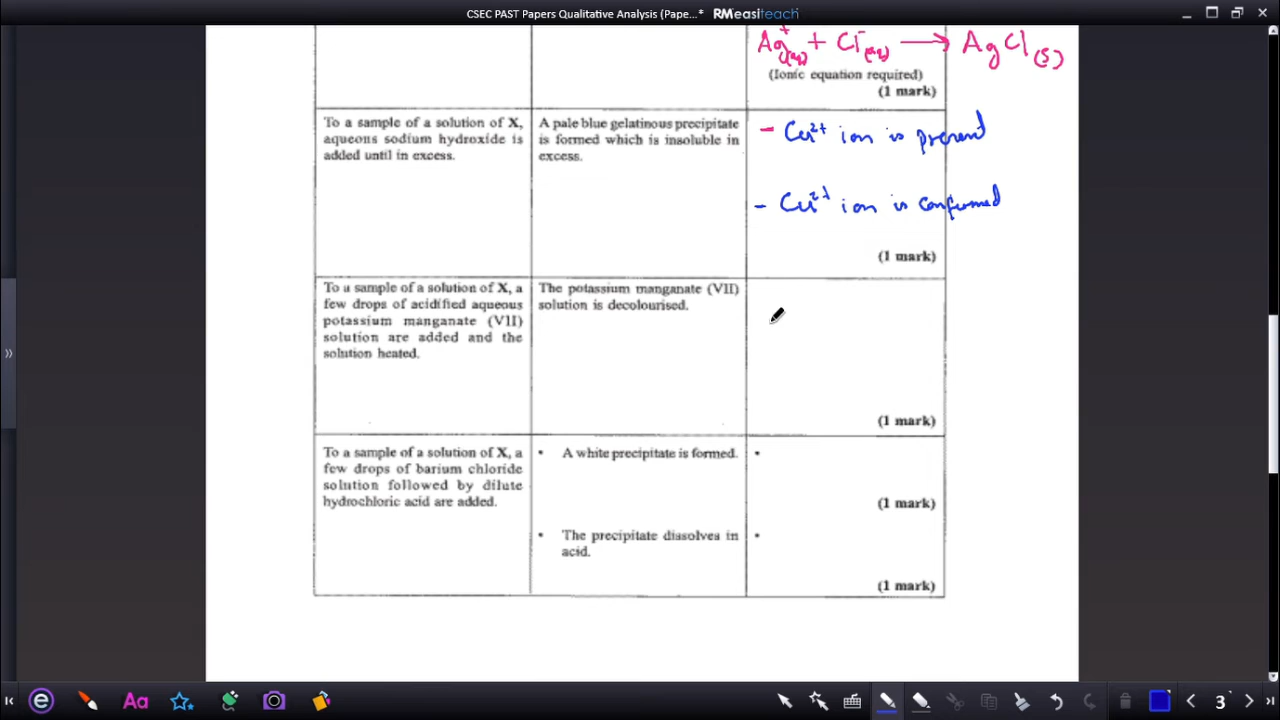 CSEC PAST Papers Qualitative Analysis (Pape...* RMeasiteach
Ag⁺(aq) + Cl⁻(aq) → AgCl(s)
(Ionic equation required)
(1 mark)
To a sample of a solution of X,
aqueous sodium hydroxide is
added until in excess.
A pale blue gelatinous precipitate
is formed which is insoluble in
excess.
- Cu²⁺ ion is present
- Cu²⁺ ion is confirmed
(1 mark)
To a sample of a solution of X, a
few drops of acidified aqueous
potassium manganate (VII)
solution are added and the
solution heated.
The potassium manganate (VII)
solution is decolourised.
(1 mark)
To a sample of a solution of X, a
few drops of barium chloride
solution followed by dilute
hydrochloric acid are added.
• A white precipitate is formed.
•
(1 mark)
• The precipitate dissolves in
acid.
•
(1 mark)
Aa
3